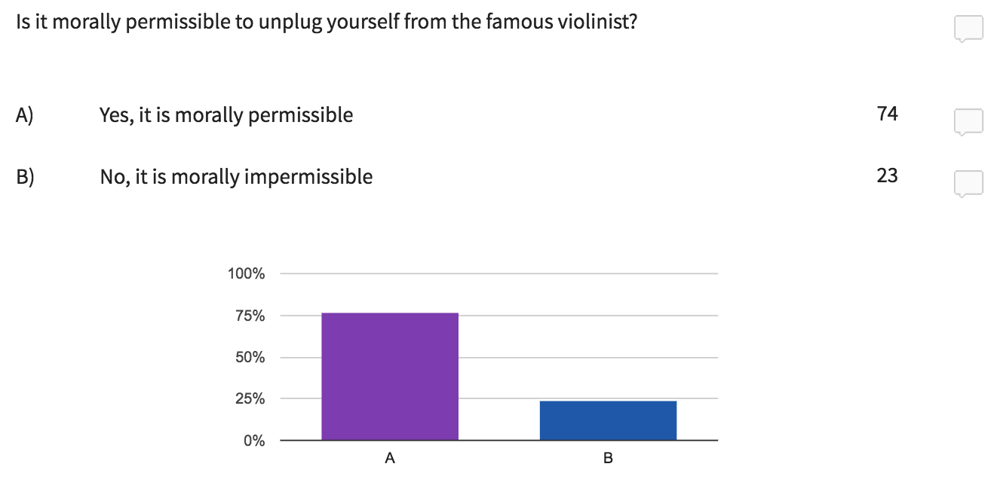 Is it morally permissible to unplug yourself from the famous violinist?
A) Yes, it is morally permissible 74
B) No, it is morally impermissible 23
100%
75%
50%
25%
0%
A B